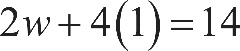 2w + 4(1) = 14